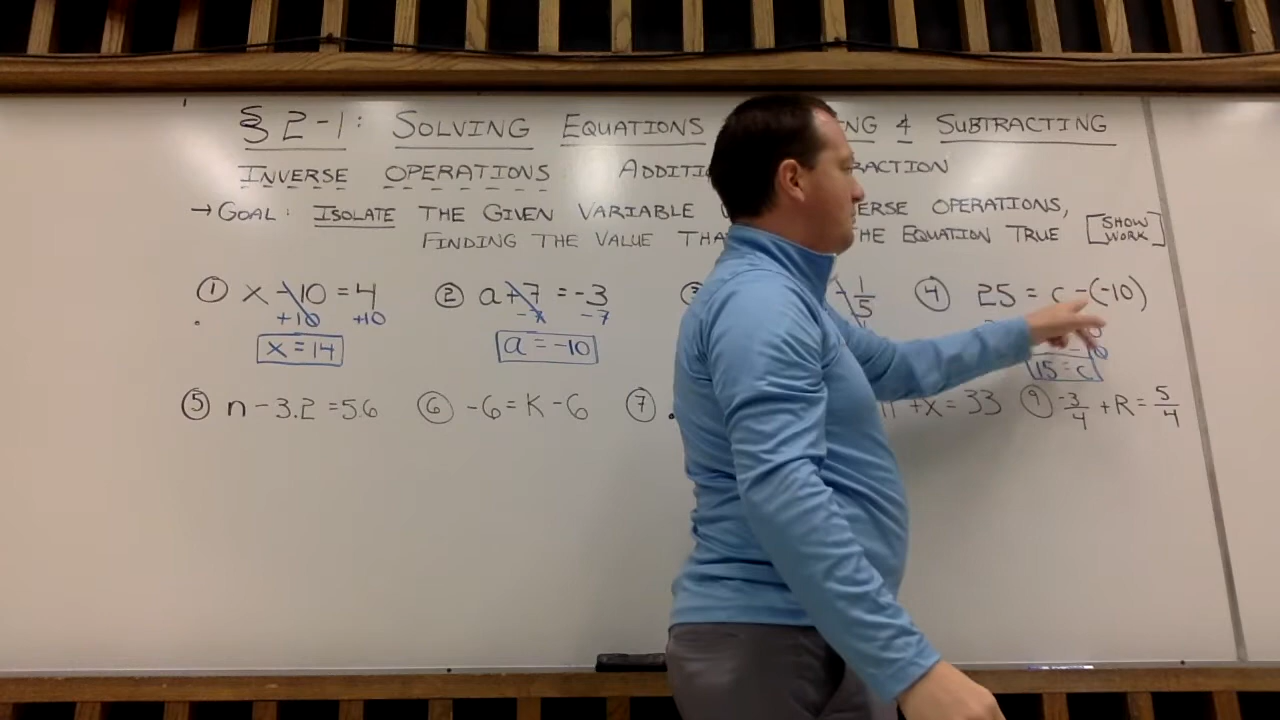 § 2-1: SOLVING EQUATIONS NG & SUBTRACTING
INVERSE OPERATIONS ADDITI RACTION
→ GOAL: ISOLATE THE GIVEN VARIABLE ERSE OPERATIONS,
FINDING THE VALUE THA HE EQUATION TRUE [SHOW WORK]
① x - 10 = 4 ② a + 7 = -3 - 1/5 ④ 25 = c - (-10)
+10 +10 -7 -7
x = 14 a = -10 15 = c
⑤ n - 3.2 = 5.6 ⑥ -6 = K - 6 ⑦ + x = 33 ⑨ -3/4 + R = 5/4